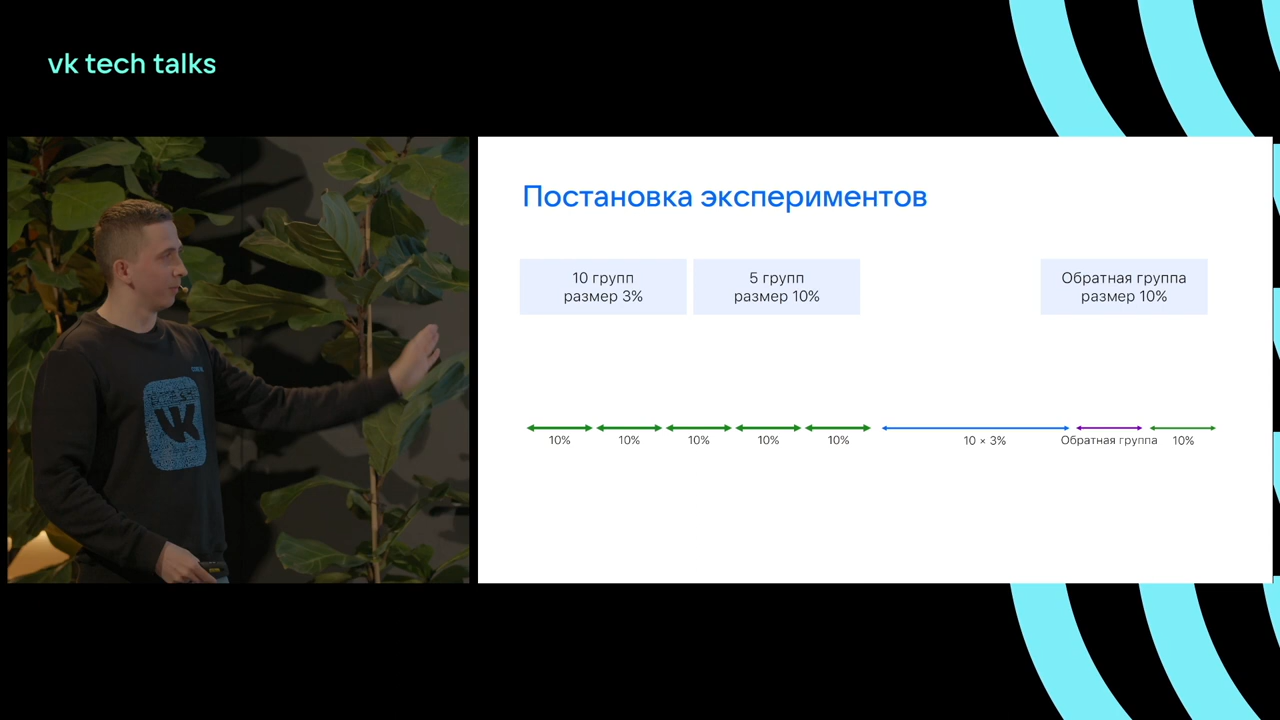 vk tech talks
Постановка экспериментов
10 групп
размер 3%
5 групп
размер 10%
Обратная группа
размер 10%
10%
10%
10%
10%
10%
10 × 3%
Обратная группа
10%
VK